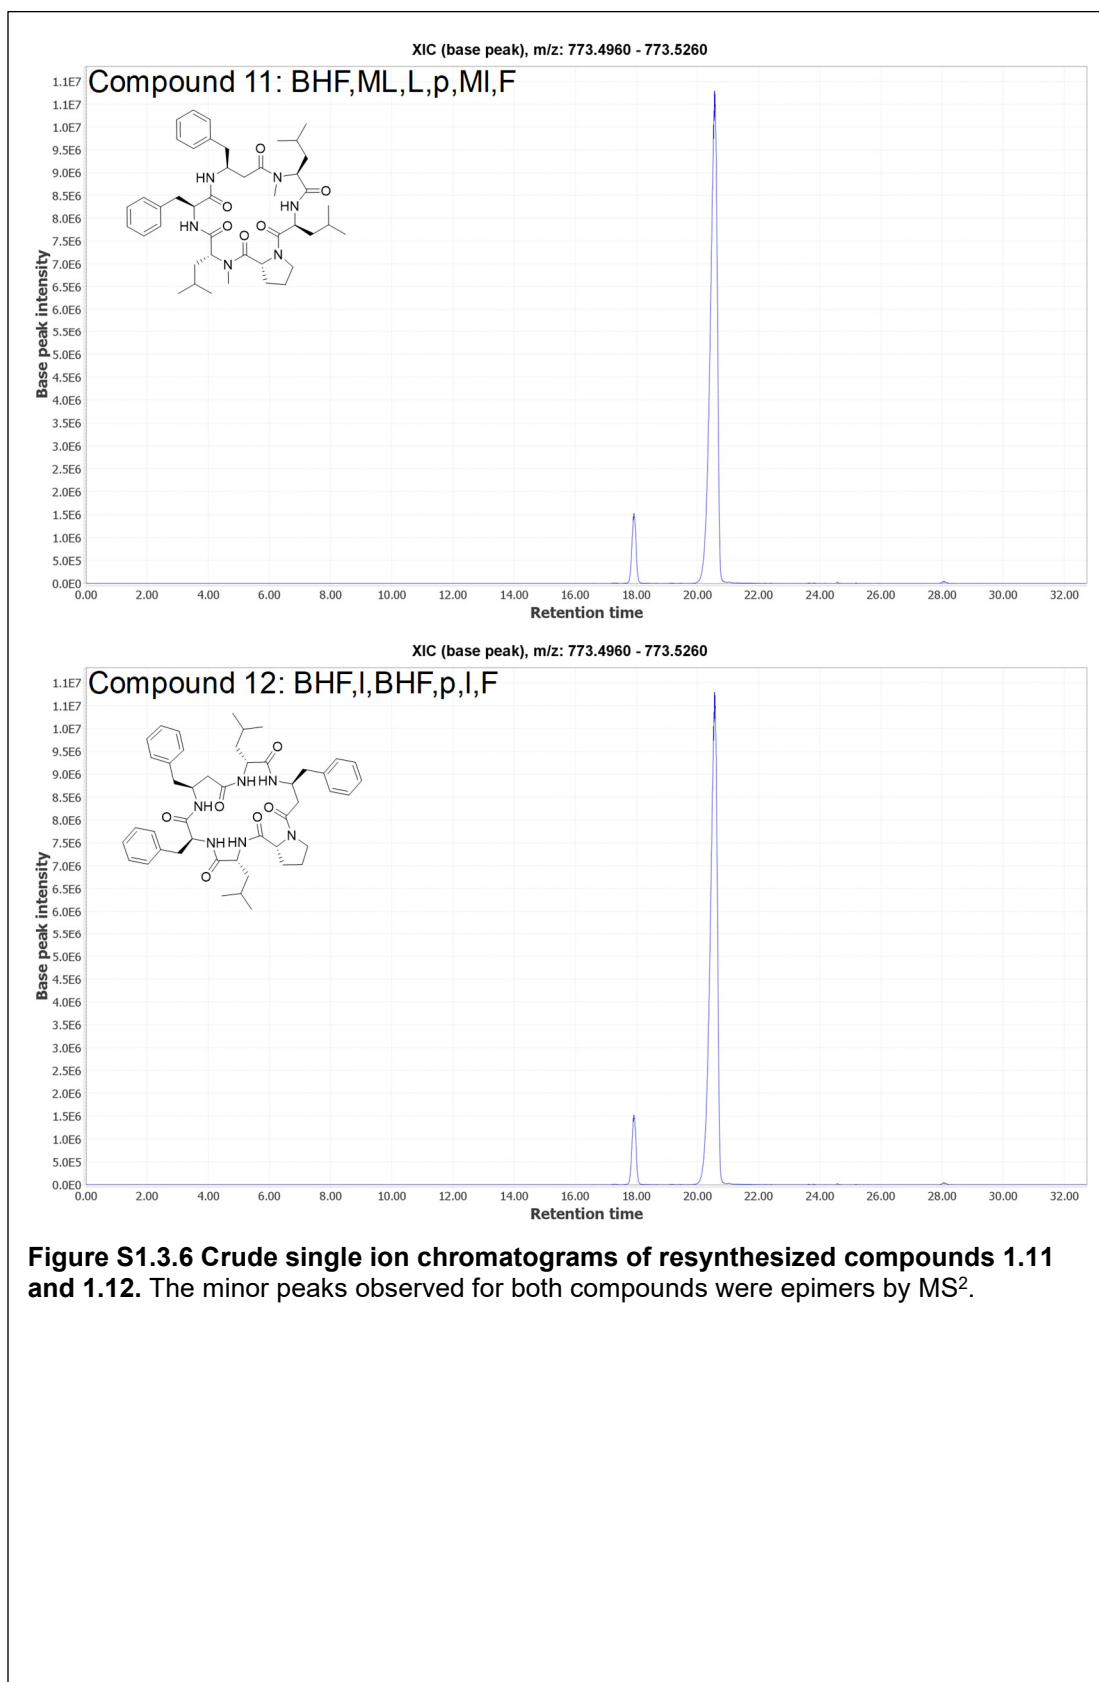 XIC (base peak), m/z: 773.4960 - 773.5260
Compound 11: BHF,ML,L,p,Ml,F
1.1E7
1.1E7
1.0E7
9.5E6
9.0E6
8.5E6
8.0E6
7.5E6
7.0E6
6.5E6
6.0E6
5.5E6
5.0E6
4.5E6
4.0E6
3.5E6
3.0E6
2.5E6
2.0E6
1.5E6
1.0E6
5.0E5
0.0E0
Base peak intensity
O
HN
N
O
O
HN
HN
O
O
O
N
N
0.00 2.00 4.00 6.00 8.00 10.00 12.00 14.00 16.00 18.00 20.00 22.00 24.00 26.00 28.00 30.00 32.00
Retention time
XIC (base peak), m/z: 773.4960 - 773.5260
Compound 12: BHF,l,BHF,p,l,F
1.1E7
1.1E7
1.0E7
9.5E6
9.0E6
8.5E6
8.0E6
7.5E6
7.0E6
6.5E6
6.0E6
5.5E6
5.0E6
4.5E6
4.0E6
3.5E6
3.0E6
2.5E6
2.0E6
1.5E6
1.0E6
5.0E5
0.0E0
Base peak intensity
O
NH HN
NH O
O
O
O
N
NH HN
O
0.00 2.00 4.00 6.00 8.00 10.00 12.00 14.00 16.00 18.00 20.00 22.00 24.00 26.00 28.00 30.00 32.00
Retention time
Figure S1.3.6 Crude single ion chromatograms of resynthesized compounds 1.11
and 1.12. The minor peaks observed for both compounds were epimers by MS².